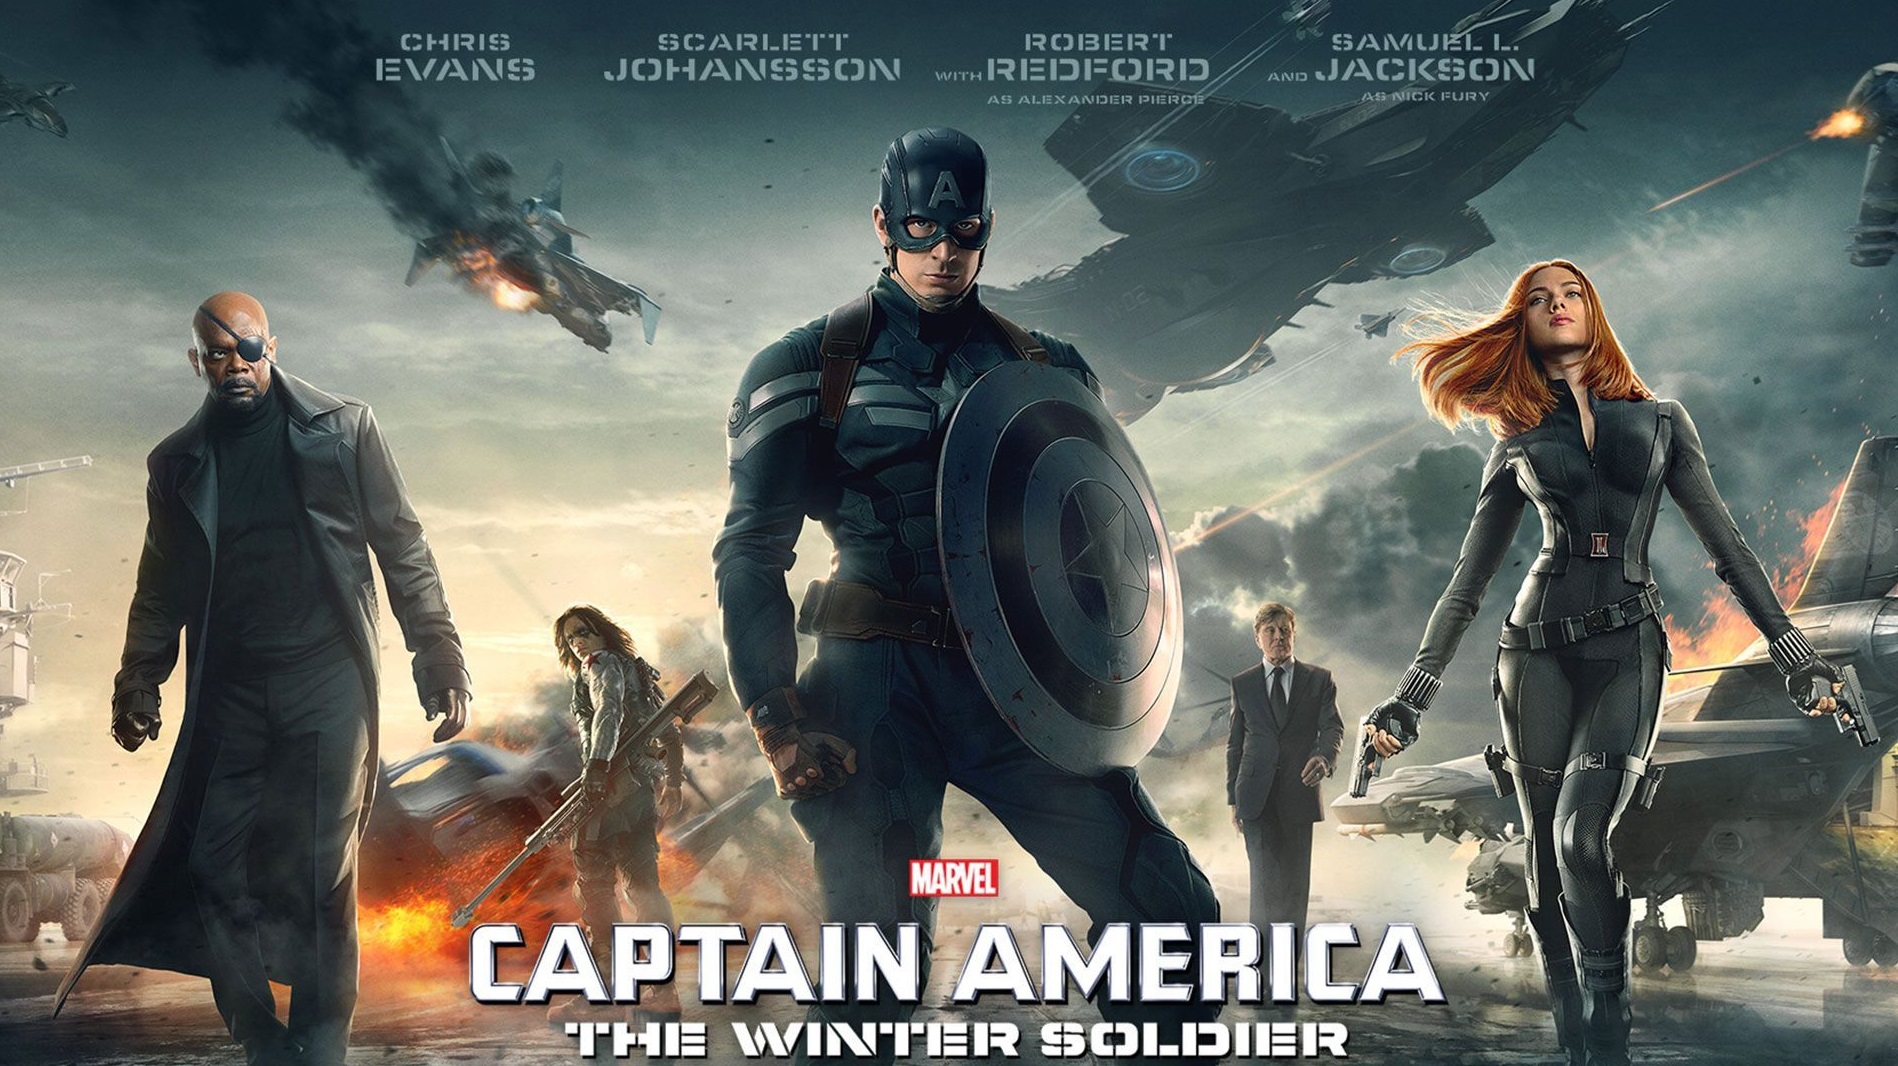 CHRIS
EVANS
SCARLETT
JOHANSSON
ROBERT
WITH REDFORD
AS ALEXANDER PIERCE
SAMUEL L.
AND JACKSON
AS NICK FURY
A
MARVEL
CAPTAIN AMERICA
THE WINTER SOLDIER